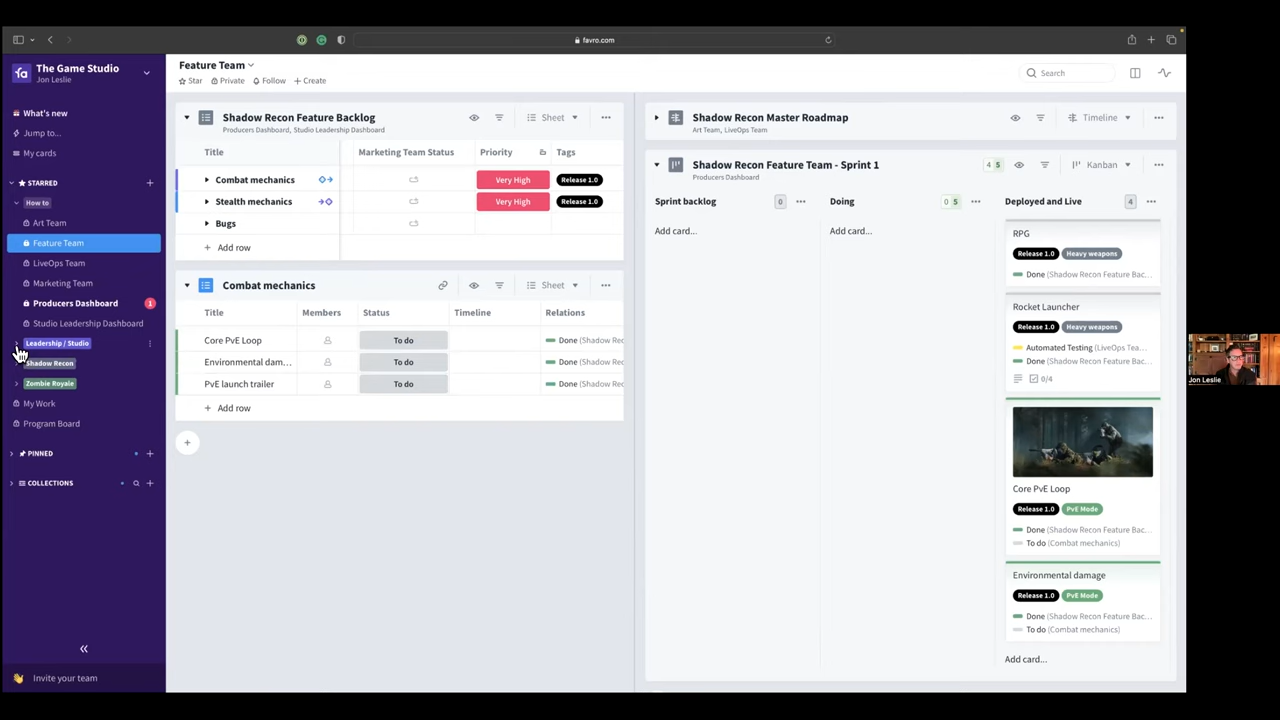 favro.com
The Game Studio
Jon Leslie
What's new
Jump to...
My cards
STARRED
How to
Art Team
Feature Team
LiveOps Team
Marketing Team
Producers Dashboard 1
Studio Leadership Dashboard
Leadership / Studio
Shadow Recon
Zombie Royale
My Work
Program Board
PINNED
COLLECTIONS
Invite your team
Feature Team
Star Private Follow Create
Search
Shadow Recon Feature Backlog
Producers Dashboard, Studio Leadership Dashboard
Sheet
Title Marketing Team Status Priority Tags
Combat mechanics Very High Release 1.0
Stealth mechanics Very High Release 1.0
Bugs
Add row
Combat mechanics
Sheet
Title Members Status Timeline Relations
Core PvE Loop To do Done (Shadow Rec
Environmental dam... To do Done (Shadow Rec
PvE launch trailer To do Done (Shadow Rec
Add row
Shadow Recon Master Roadmap
Art Team, LiveOps Team
Timeline
Shadow Recon Feature Team - Sprint 1
Producers Dashboard
4 5
Kanban
Sprint backlog 0
Add card...
Doing 0 5
Add card...
Deployed and Live 4
RPG
Release 1.0 Heavy weapons
Done (Shadow Recon Feature Bac...
Rocket Launcher
Release 1.0 Heavy weapons
Automated Testing (LiveOps Tea...
Done (Shadow Recon Feature Bac...
0/4
Core PvE Loop
Release 1.0 PvE Mode
Done (Shadow Recon Feature Bac...
To do (Combat mechanics)
Environmental damage
Release 1.0 PvE Mode
Done (Shadow Recon Feature Bac...
To do (Combat mechanics)
Add card...
Jon Leslie